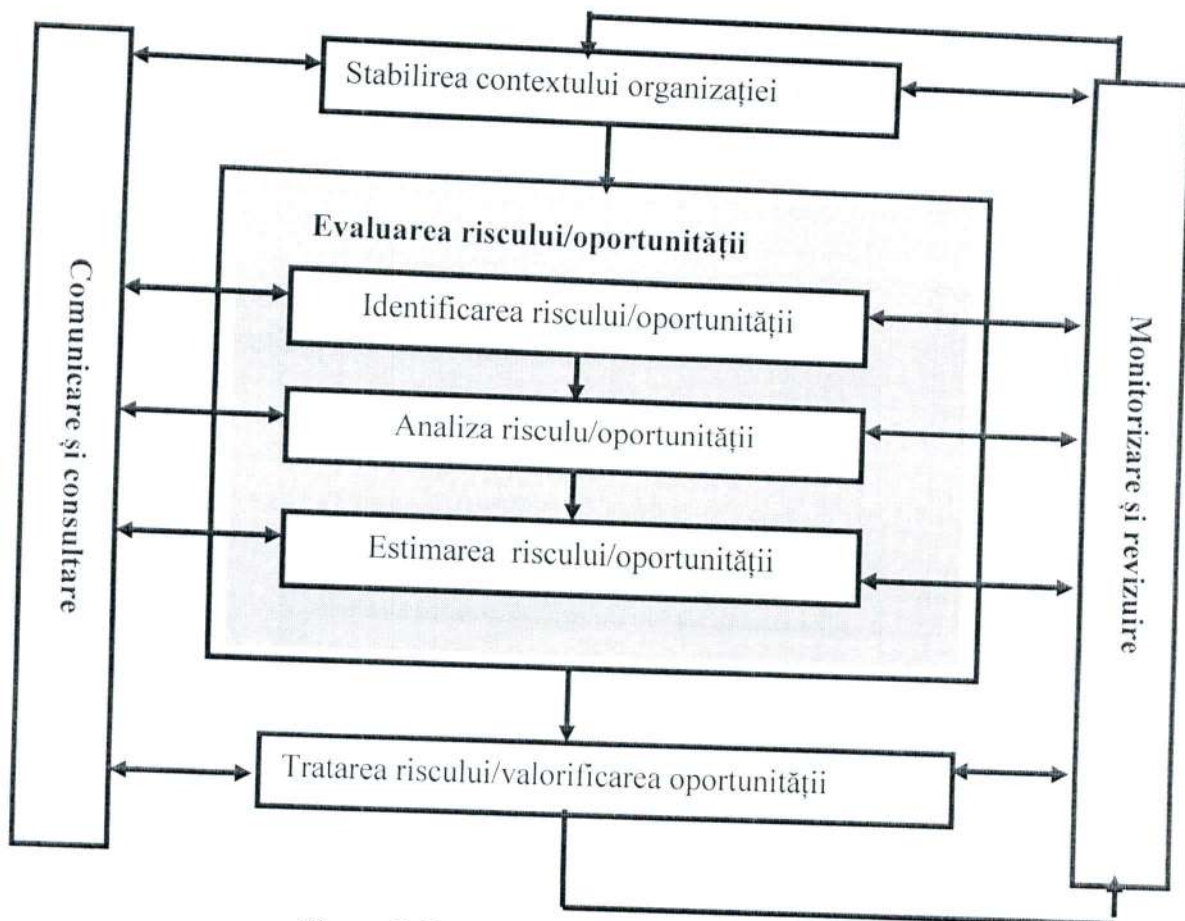 Stabilirea contextului organizației
Evaluarea riscului/oportunității
Identificarea riscului/oportunității
Analiza risculu/oportunității
Estimarea riscului/oportunității
Tratarea riscului/valorificarea oportunității
Comunicare și consultare
Monitorizare și revizuire